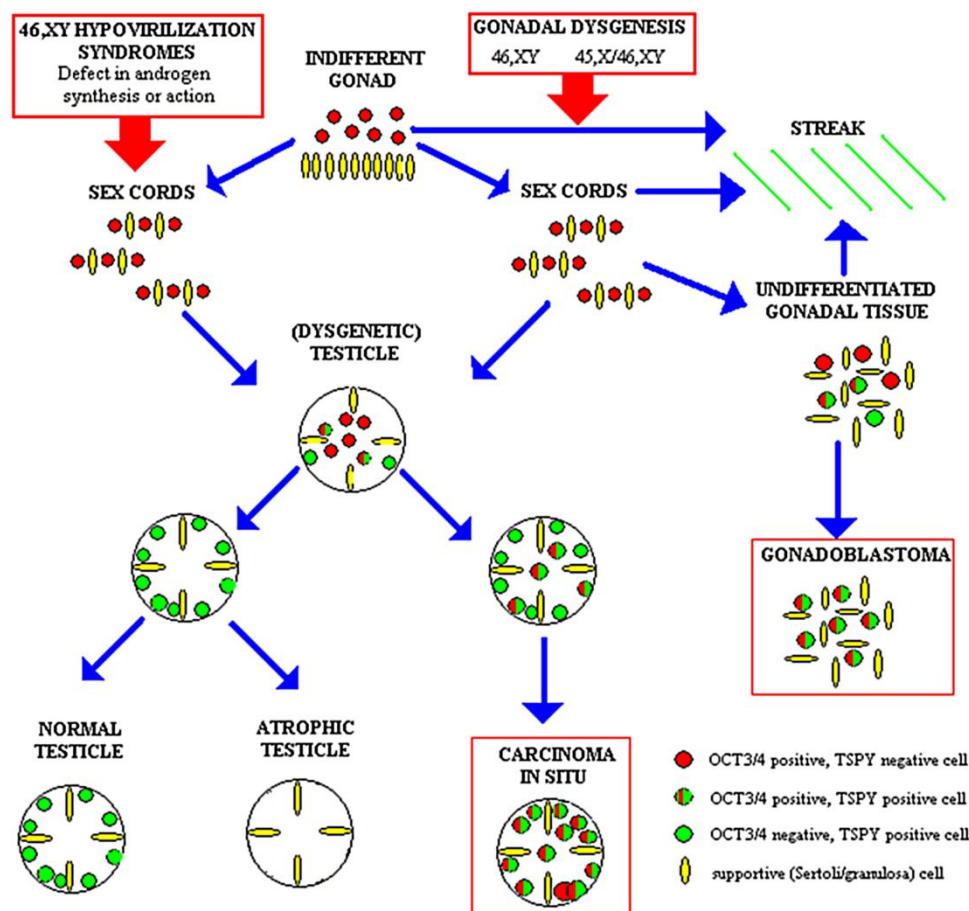 46,XY HYPOVIRILIZATION
SYNDROMES
Defect in androgen
synthesis or action
INDIFFERENT
GONAD
GONADAL DYSGENESIS
46,XY 45,X/46,XY
STREAK
SEX CORDS
SEX CORDS
UNDIFFERENTIATED
GONADAL TISSUE
(DYSGENETIC)
TESTICLE
GONADOBLASTOMA
NORMAL
TESTICLE
ATROPHIC
TESTICLE
CARCINOMA
IN SITU
OCT3/4 positive, TSPY negative cell
OCT3/4 positive, TSPY positive cell
OCT3/4 negative, TSPY positive cell
supportive (Sertoli/granulosa) cell